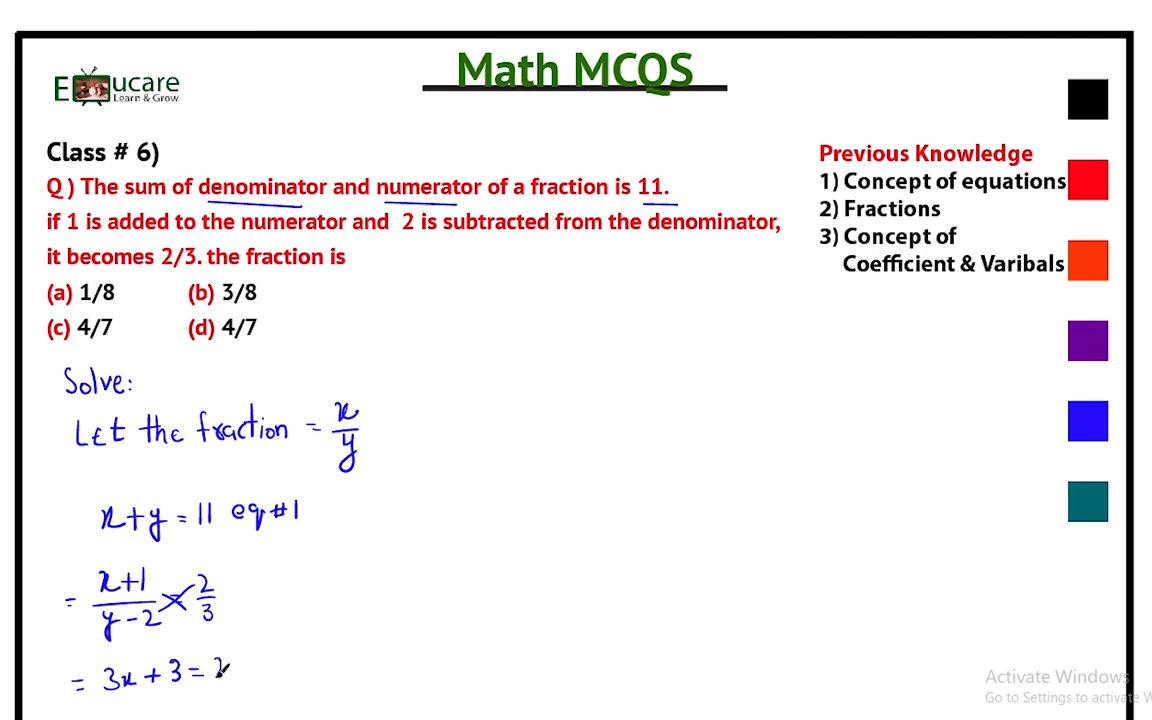 Math MCQS
Educare
Learn & Grow
Class # 6)
Q ) The sum of denominator and numerator of a fraction is 11.
if 1 is added to the numerator and 2 is subtracted from the denominator,
it becomes 2/3. the fraction is
(a) 1/8 (b) 3/8
(c) 4/7 (d) 4/7
Previous Knowledge
1) Concept of equations
2) Fractions
3) Concept of
Coefficient & Varibals
Solve:
Let the fraction = x/y
x+y = 11 eq#1
= x+1/y-2 = 2/3
= 3x + 3 = 2
Activate Windows
Go to Settings to activate W